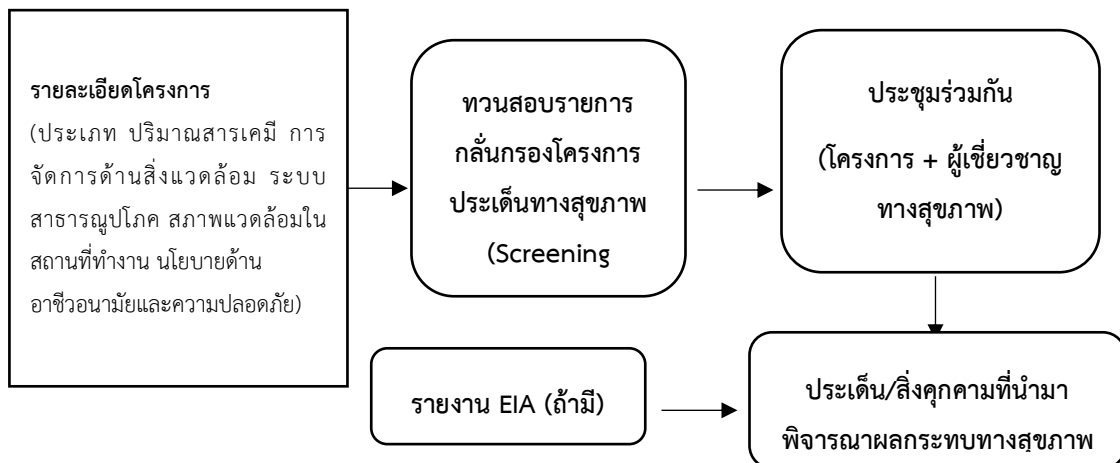 รายละเอียดโครงการ
(ประเภท ปริมาณสารเคมี การ
จัดการด้านสิ่งแวดล้อม ระบบ
สาธารณูปโภค สภาพแวดล้อมใน
สถานที่ทำงาน นโยบายด้าน
อาชีวอนามัยและความปลอดภัย)
ทวนสอบรายการ
กลั่นกรองโครงการ
ประเด็นทางสุขภาพ
(Screening
ประชุมร่วมกัน
(โครงการ + ผู้เชี่ยวชาญ
ทางสุขภาพ)
รายงาน EIA (ถ้ามี)
ประเด็น/สิ่งคุกคามที่นำมา
พิจารณาผลกระทบทางสุขภาพ